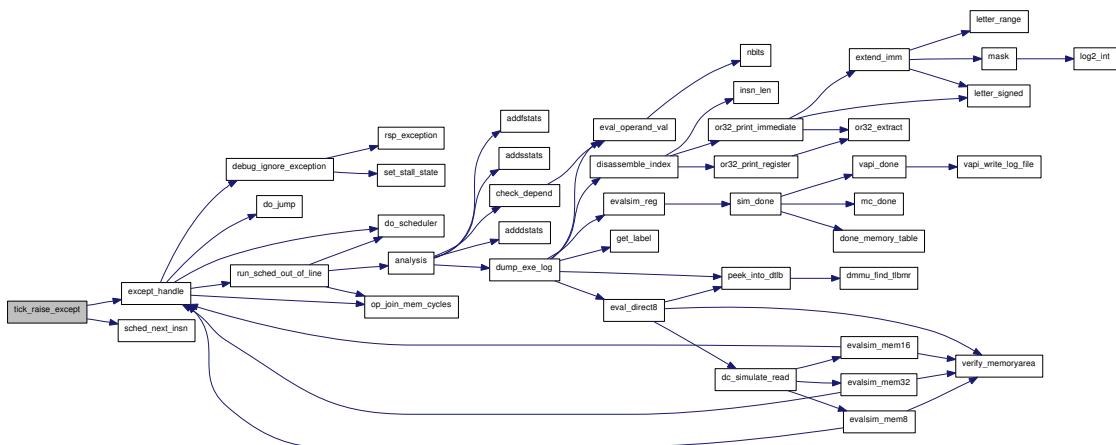 tick_raise_except
except_handle
sched_next_insn
debug_ignore_exception
do_jump
run_sched_out_of_line
rsp_exception
set_stall_state
do_scheduler
analysis
op_join_mem_cycles
addfstats
addsstats
check_depend
adddstats
dump_exe_log
eval_operand_val
disassemble_index
evalsim_reg
get_label
eval_direct8
nbits
insn_len
or32_print_immediate
or32_print_register
sim_done
peek_into_dtlb
dc_simulate_read
extend_imm
or32_extract
vapi_done
mc_done
done_memory_table
dmmu_find_tlbmr
evalsim_mem16
evalsim_mem32
evalsim_mem8
letter_range
mask
letter_signed
vapi_write_log_file
verify_memoryarea
log2_int